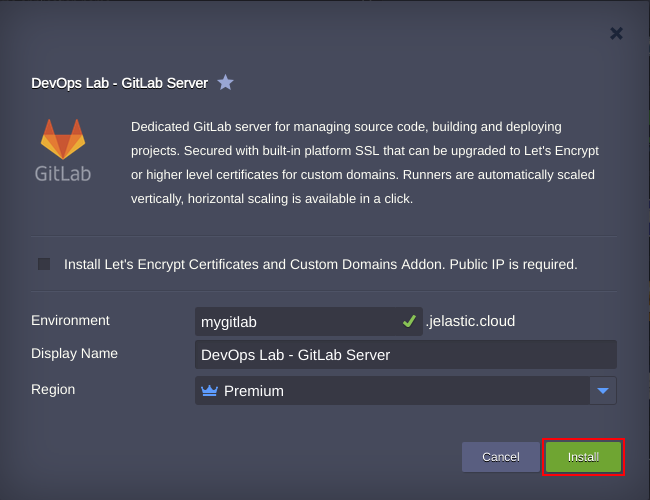 DevOps Lab - GitLab Server
Dedicated GitLab server for managing source code, building and deploying
projects. Secured with built-in platform SSL that can be upgraded to Let's Encrypt
or higher level certificates for custom domains. Runners are automatically scaled
vertically, horizontal scaling is available in a click.
GitLab
Install Let's Encrypt Certificates and Custom Domains Addon. Public IP is required.
Environment mygitlab .jelastic.cloud
Display Name DevOps Lab - GitLab Server
Region Premium
Cancel Install